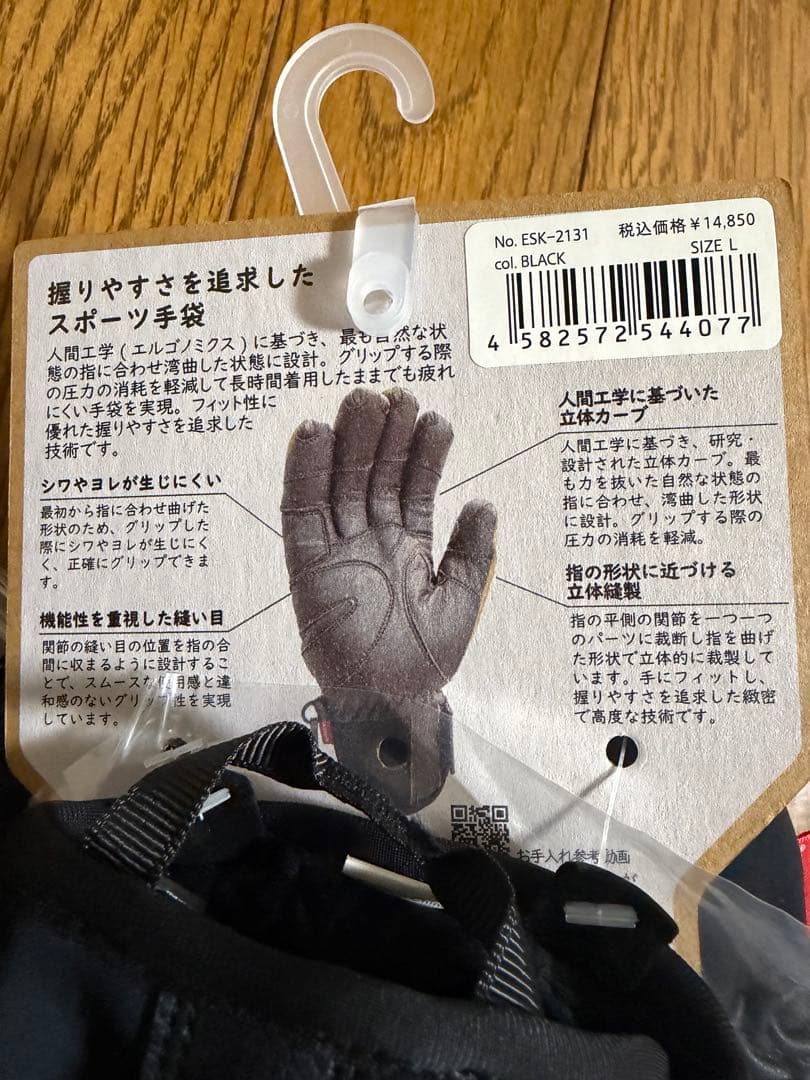 No. ESK-2131 税込価格 ¥14,850
col. BLACK SIZE L
4 582572 544077
握りやすさを追求した
スポーツ手袋
人間工学(エルゴノミクス)に基づき、最も自然な状
態の指に合わせ湾曲した状態に設計。グリップする際
の圧力の消耗を軽減して長時間着用したままでも疲れ
にくい手袋を実現。フィット性に
優れた握りやすさを追求した
技術です。
シワやヨレが生じにくい
最初から指に合わせ曲げた
形状のため、グリップした
際にシワやヨレが生じにく
く、正確にグリップできま
す。
機能性を重視した縫い目
関節の縫い目の位置を指の合
間に収まるように設計するこ
とで、スムースな使用感と違
和感のないグリップ性を実現
しています。
人間工学に基づいた
立体カーブ
人間工学に基づき、研究・
設計された立体カーブ。最
も力を抜いた自然な状態の
指に合わせ、湾曲した形状
に設計。グリップする際の
圧力の消耗を軽減。
指の形状に近づける
立体縫製
指の平側の関節を一つ一つ
のパーツに裁断し指を曲げ
た形状で立体的に裁製して
います。手にフィットし、
握りやすさを追求した緻密
で高度な技術です。
お手入れ参考動画